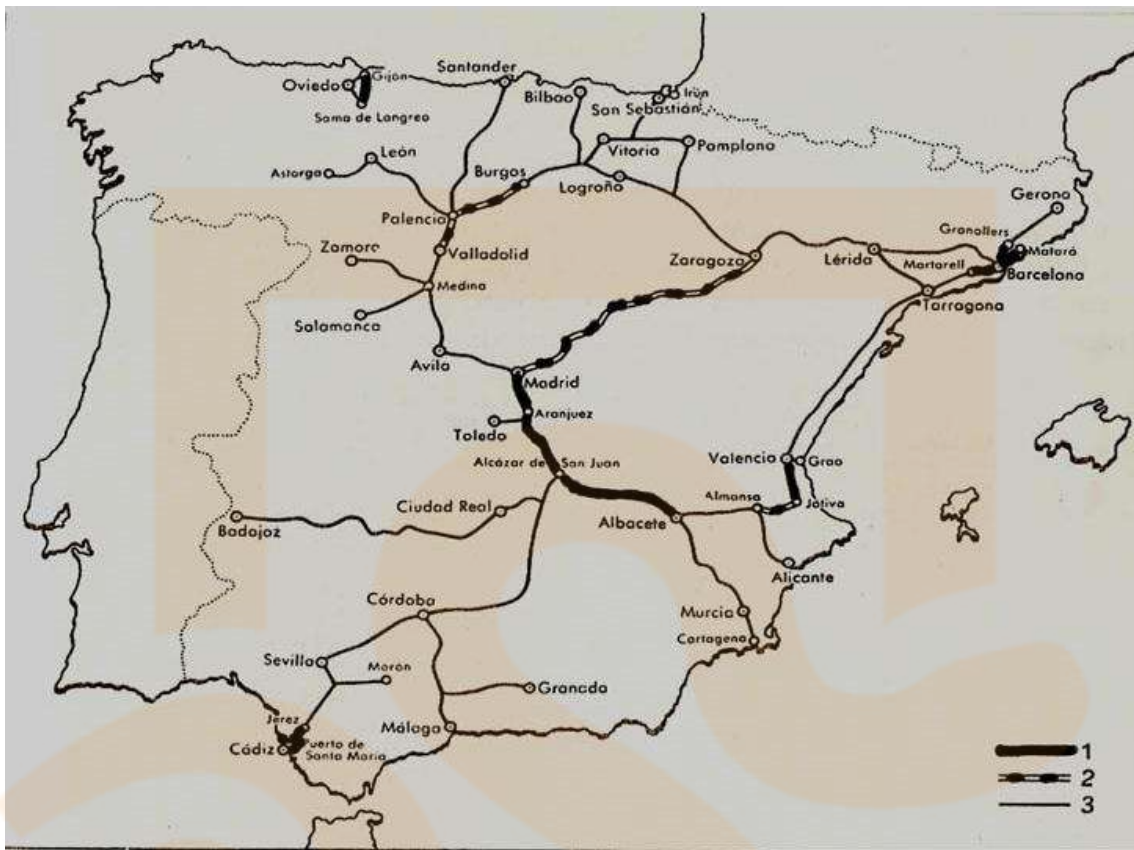 Santander
Gijón
Oviedo
Bilbao
Irún
San Sebastián
Sama de Langreo
León
Vitoria
Pamplona
Astorga
Burgos
Logroño
Gerona
Palencia
Granollers
Zamora
Valladolid
Zaragoza
Lérida
Mataró
Martorell
Barcelona
Medina
Tarragona
Salamanca
Avila
Madrid
Aranjuez
Toledo
Valencia
Grao
Alcázar de San Juan
Almansa
Játiva
Ciudad Real
Albacete
Badajoz
Alicante
Córdoba
Murcia
Cartagena
Sevilla
Morón
Granada
Jerez
Málaga
Cádiz
Puerto de
Santa María
1
2
3